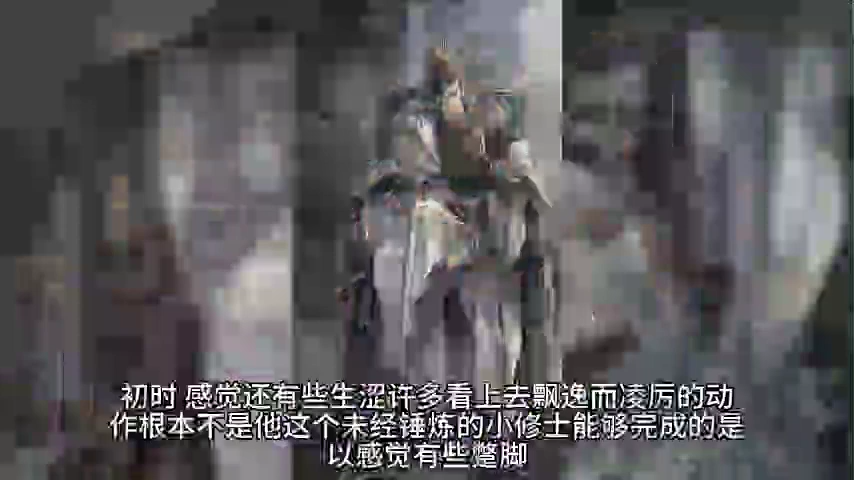 初时 感觉还有些生涩许多看上去飘逸而凌厉的动
作根本不是他这个未经锤炼的小修士能够完成的是
以感觉有些蹩脚